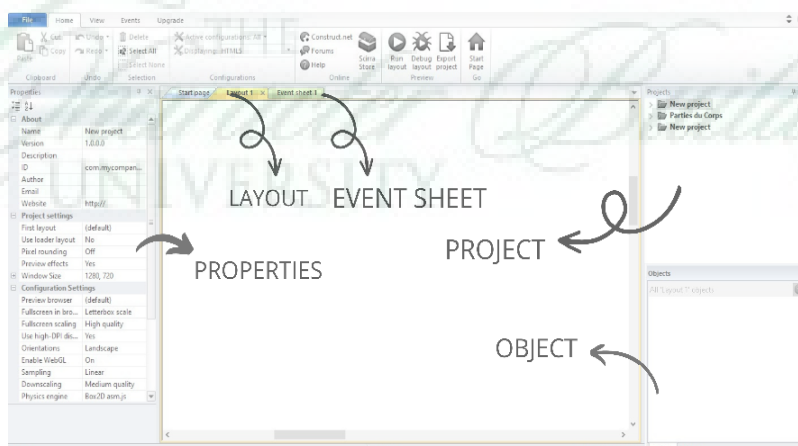 File Home View Events Upgrade
Cut Undo Delete Active configurations: All Construct.net
Paste Copy Redo Select All Displaying: HTML5 Forums
Select None Help Scirra Store Run layout Debug layout Export project Start Page
Clipboard Undo Selection Configurations Online Preview Go
Properties Start page Layout 1 Event sheet 1 Projects
About
Name New project
Version 1.0.0.0
Description
ID com.mycompan...
Author
Email
Website http://
Project settings
First layout (default)
Use loader layout No
Pixel rounding Off
Preview effects Yes
Window Size 1280, 720
Configuration Settings
Preview browser (default)
Fullscreen in bro... Letterbox scale
Fullscreen scaling High quality
Use high-DPI dis... Yes
Orientations Landscape
Enable WebGL On
Sampling Linear
Downscaling Medium quality
Physics engine Box2D asm.js
New project
Parties du Corps
New project
THE
UNIVERSITY
LAYOUT EVENT SHEET
PROJECT
PROPERTIES
OBJECT
Objects
All 'Layout 1' objects